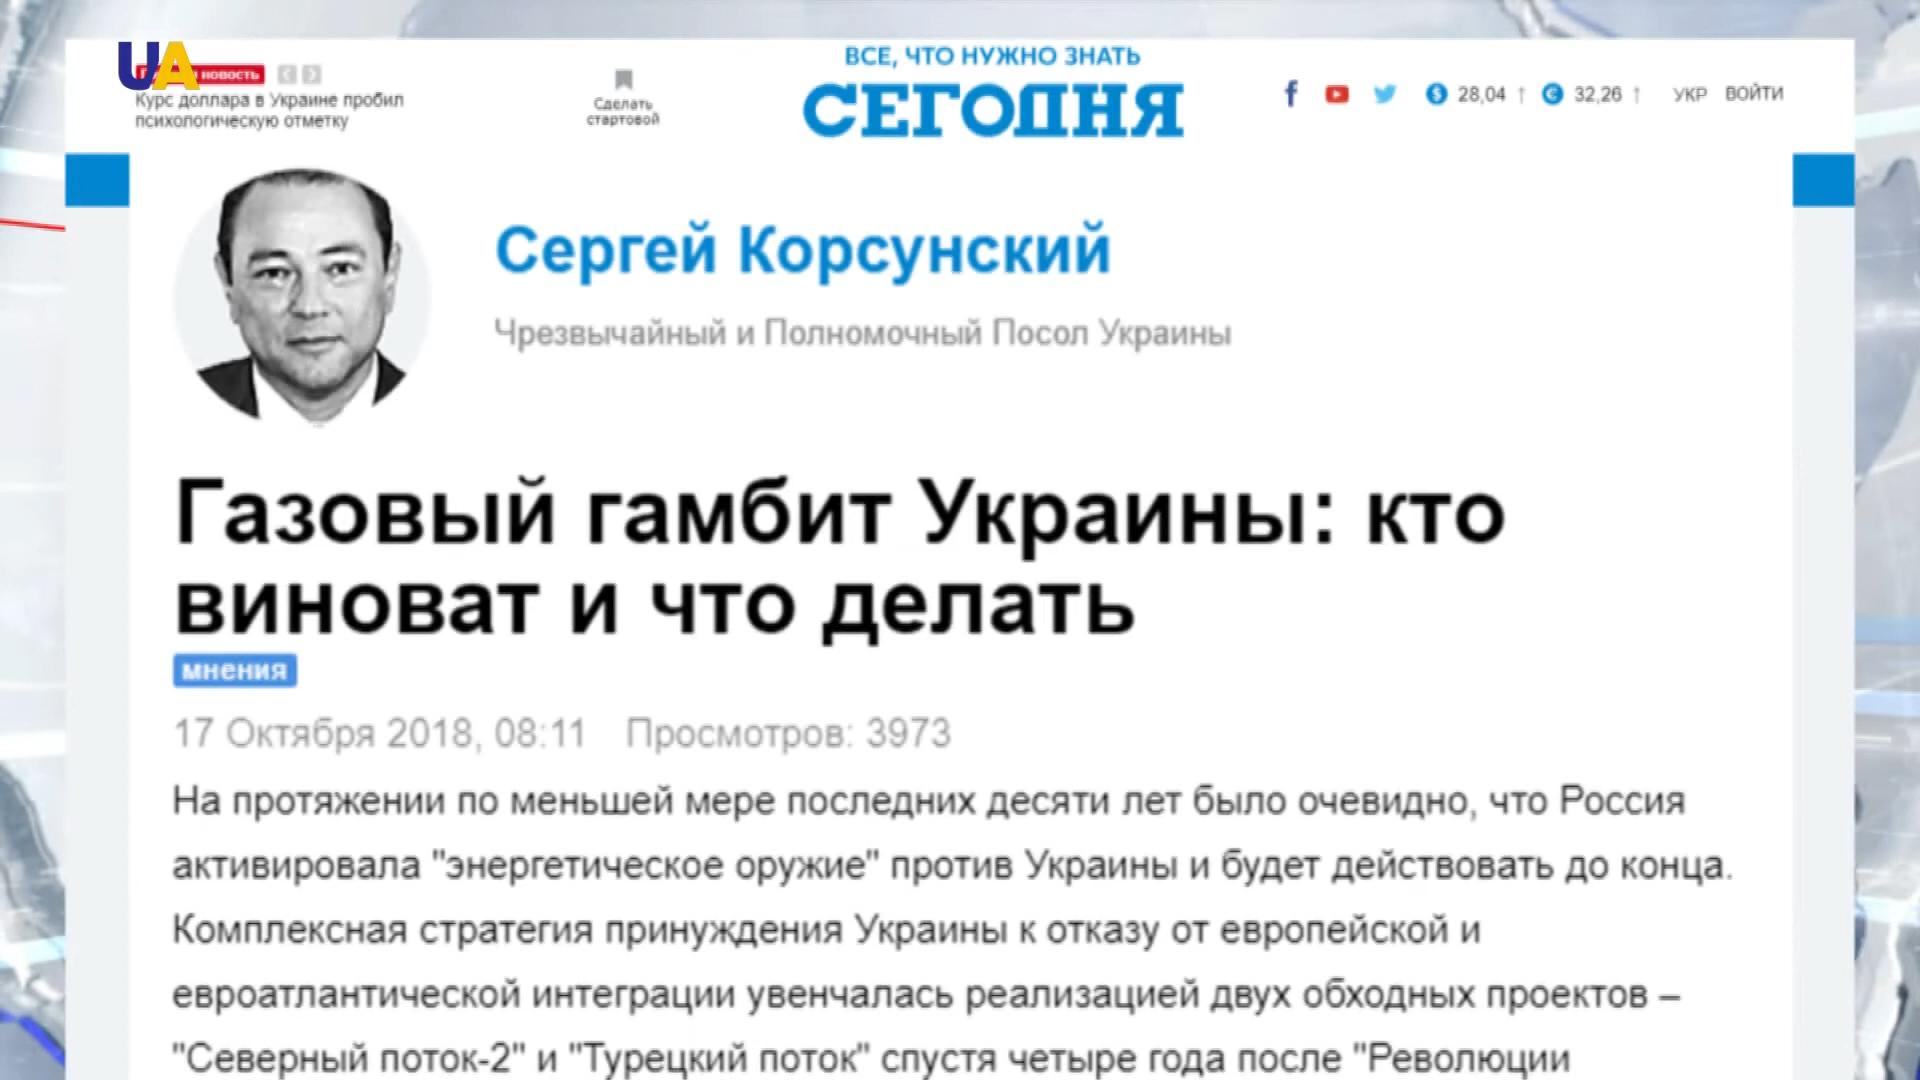 UA
новость
Курс доллара в Украине пробил
психологическую отметку
Сделать
стартовой
ВСЕ, ЧТО НУЖНО ЗНАТЬ
СЕГОДНЯ
28,04 ↑ 32,26 ↑ УКР ВОЙТИ
Сергей Корсунский
Чрезвычайный и Полномочный Посол Украины
Газовый гамбит Украины: кто
виноват и что делать
мнения
17 Октября 2018, 08:11 Просмотров: 3973
На протяжении по меньшей мере последних десяти лет было очевидно, что Россия
активировала "энергетическое оружие" против Украины и будет действовать до конца.
Комплексная стратегия принуждения Украины к отказу от европейской и
евроатлантической интеграции увенчалась реализацией двух обходных проектов –
"Северный поток-2" и "Турецкий поток" спустя четыре года после "Революции